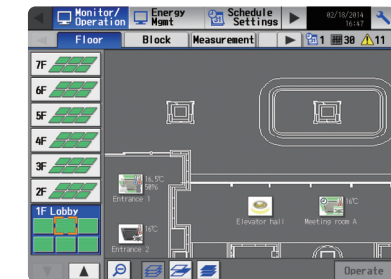 Monitor/
Operation
Energy
Mgmt
Schedule
Settings
02/18/2014
16:47
Floor
Block
Measurement
1
30
11
7F
6F
5F
4F
3F
2F
1F Lobby
16.5℃
50%
Entrance 1
16℃
Entrance 2
Elevator hall
16℃
Meeting room A
Operate